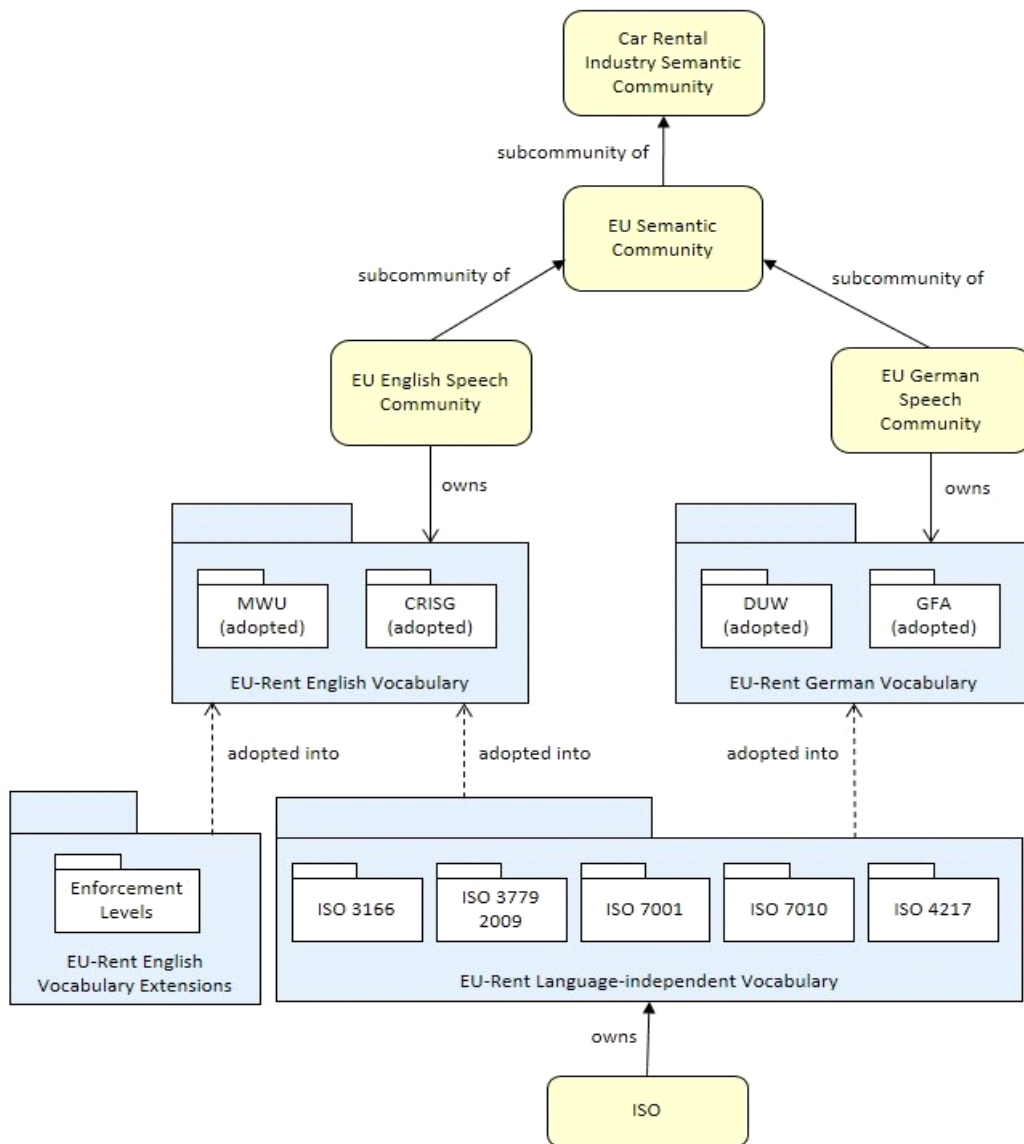 Car Rental
Industry Semantic
Community
subcommunity of
EU Semantic
Community
subcommunity of
subcommunity of
EU English Speech
Community
EU German
Speech
Community
owns
owns
MWU
(adopted)
CRISG
(adopted)
DUW
(adopted)
GFA
(adopted)
EU-Rent English Vocabulary
EU-Rent German Vocabulary
adopted into
adopted into
adopted into
Enforcement
Levels
ISO 3166
ISO 3779
2009
ISO 7001
ISO 7010
ISO 4217
EU-Rent English
Vocabulary Extensions
EU-Rent Language-independent Vocabulary
owns
ISO